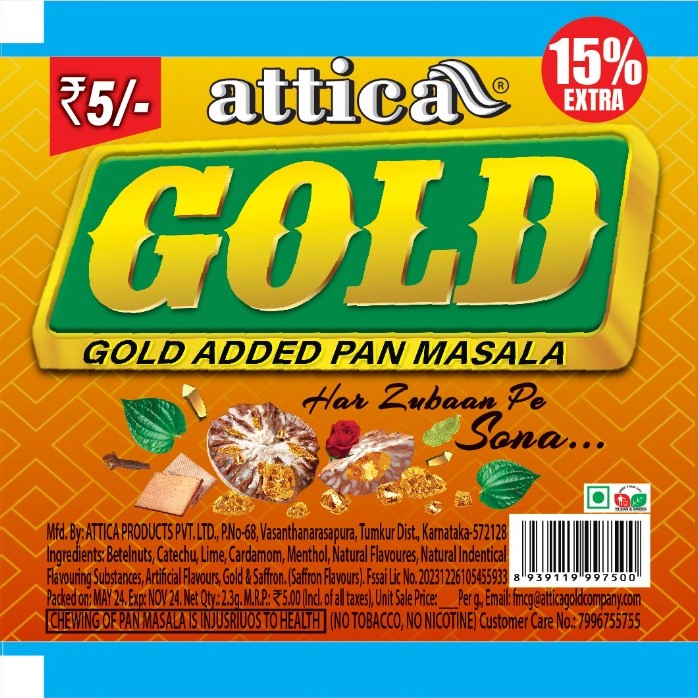 ₹5/-
attica®
15%
EXTRA
GOLD
GOLD ADDED PAN MASALA
Har Zubaan Pe
Sona...
Mfd. By: ATTICA PRODUCTS PVT. LTD., P.No-68, Vasanthanarasapura, Tumkur Dist., Karnataka-572128
Ingredients: Betelnuts, Catechu, Lime, Cardamom, Menthol, Natural Flavoures, Natural Indentical
Flavouring Substances, Artificial Flavours, Gold & Saffron. (Saffron Flavours). Fssai Lic No. 20231226105455933
Packed on: MAY 24. Exp: NOV 24. Net Qty.: 2.3g. M.R.P.: ₹5.00 (Incl. of all taxes), Unit Sale Price: ___Per g, Email: fmcg@atticagoldcompany.com
CHEWING OF PAN MASALA IS INJUSRIUOS TO HEALTH (NO TOBACCO, NO NICOTINE) Customer Care No.: 7996755755
8 939119 997500